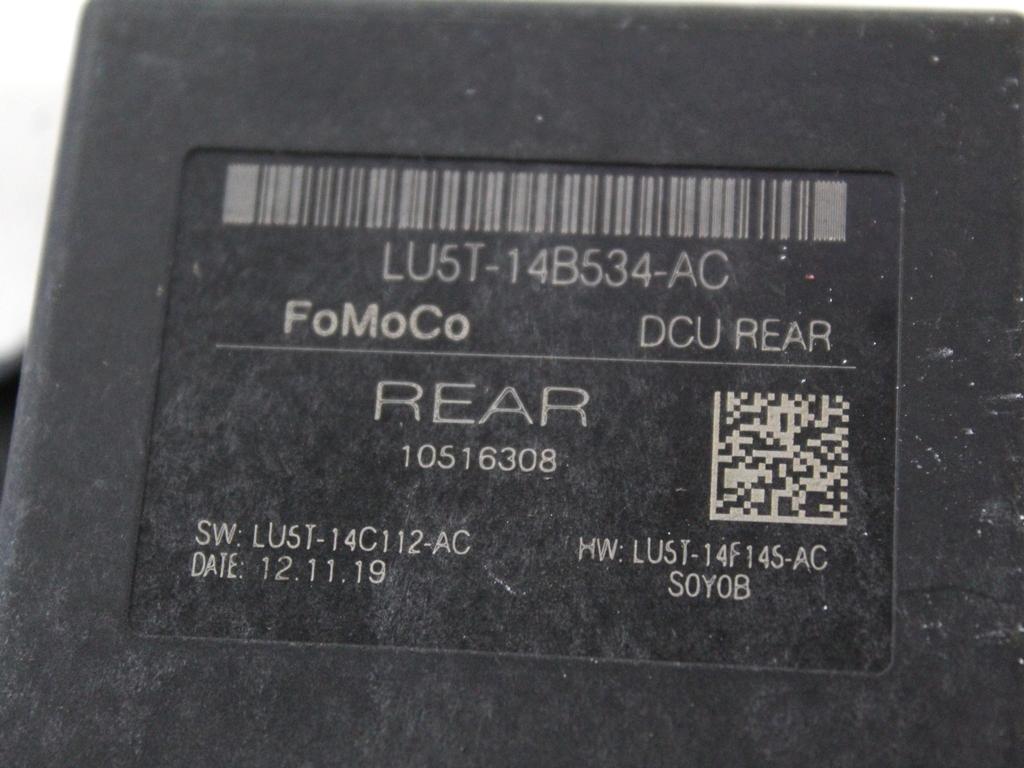 LU5T-14B534-AC
FoMoCo DCU REAR
REAR
10516308
SW: LU5T-14C112-AC HW: LU5T-14F145-AC
DATE: 12.11.19 S0Y0B